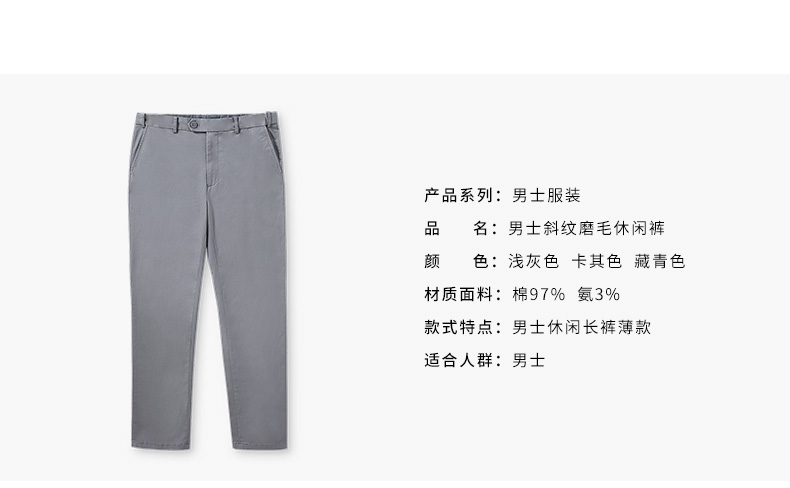 产品系列：男士服装
品 名：男士斜纹磨毛休闲裤
颜 色：浅灰色 卡其色 藏青色
材质面料：棉97% 氨3%
款式特点：男士休闲长裤薄款
适合人群：男士